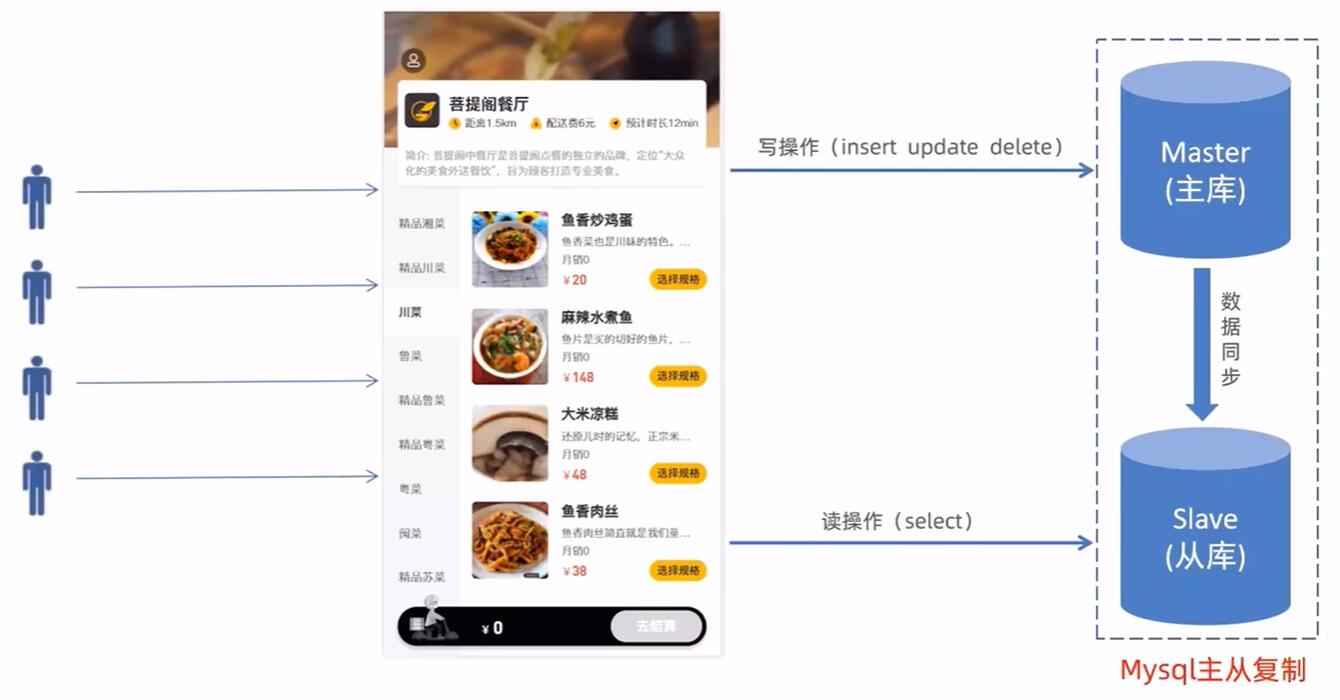 菩提阁餐厅
距离1.5km 配送费6元 预计时长12min
简介: 菩提阁中餐厅是菩提阁点餐的独立的品牌，定位“大众
化的美食外送餐饮”，旨为顾客打造专业美食。
精品湘菜
精品川菜
川菜
鲁菜
精品鲁菜
精品粤菜
粤菜
闽菜
精品苏菜
鱼香炒鸡蛋
鱼香菜也是川味的特色。...
月销0
¥20
选择规格
麻辣水煮鱼
鱼片是买的切好的鱼片，...
月销0
¥148
选择规格
大米凉糕
还原儿时的记忆，正宗米...
月销0
¥48
选择规格
鱼香肉丝
鱼香肉丝简直就是我们童...
月销0
¥38
选择规格
¥0
去结算
写操作（insert update delete）
读操作（select）
Master
(主库)
数据同步
Slave
(从库)
Mysql主从复制